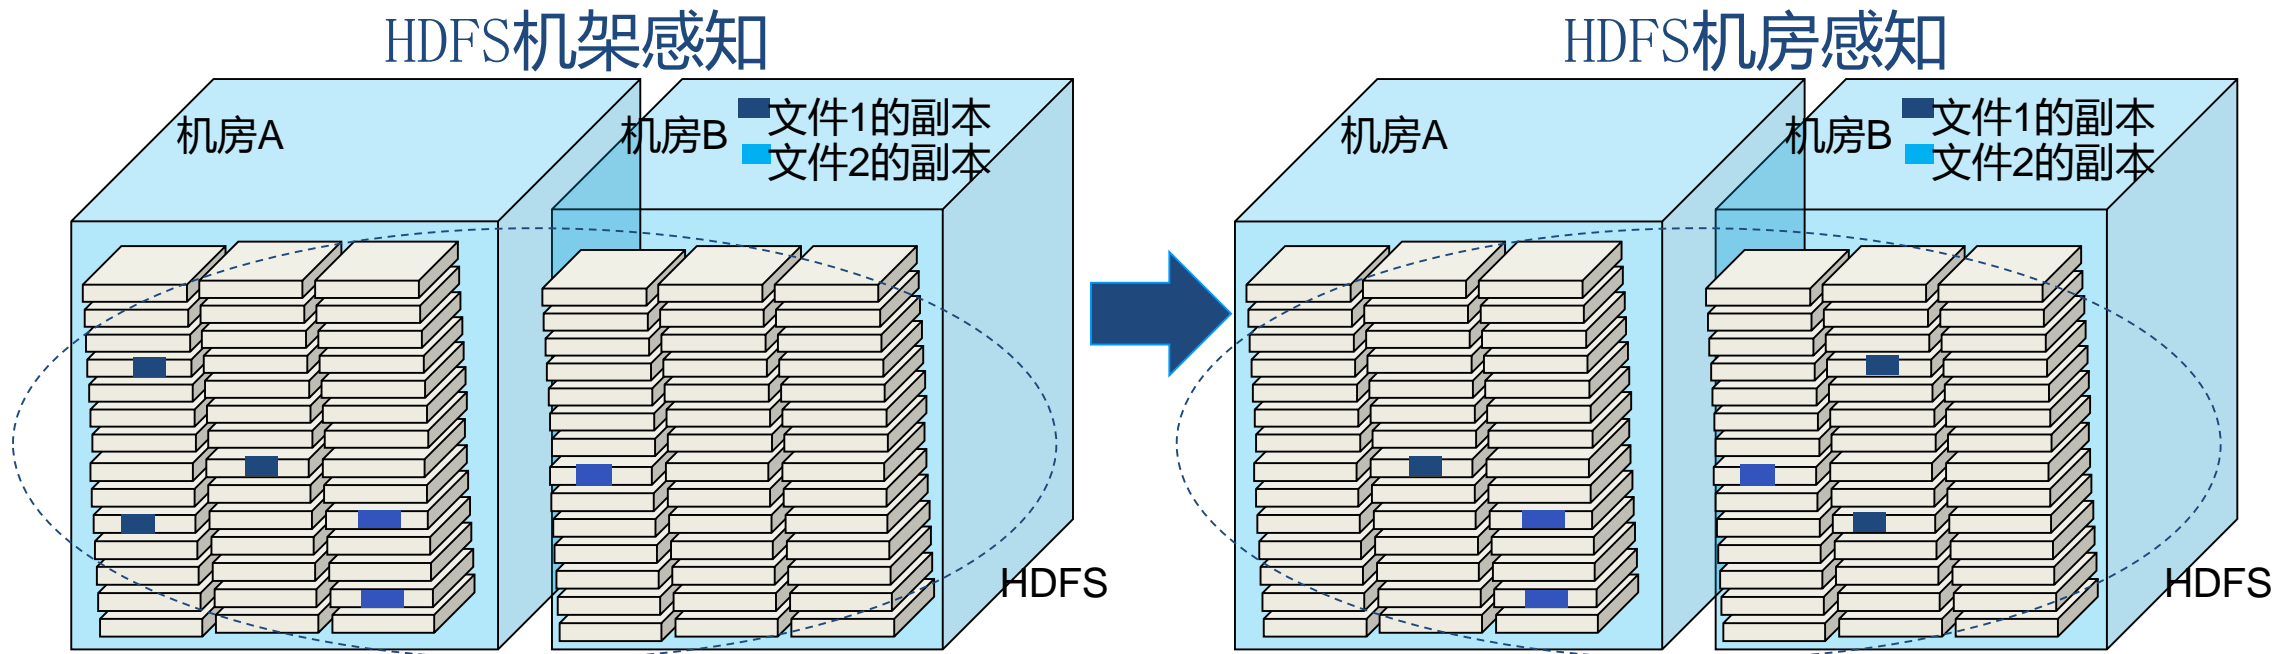 HDFS机架感知
机房A
机房B
文件1的副本
文件2的副本
HDFS
HDFS机房感知
机房A
机房B
文件1的副本
文件2的副本
HDFS